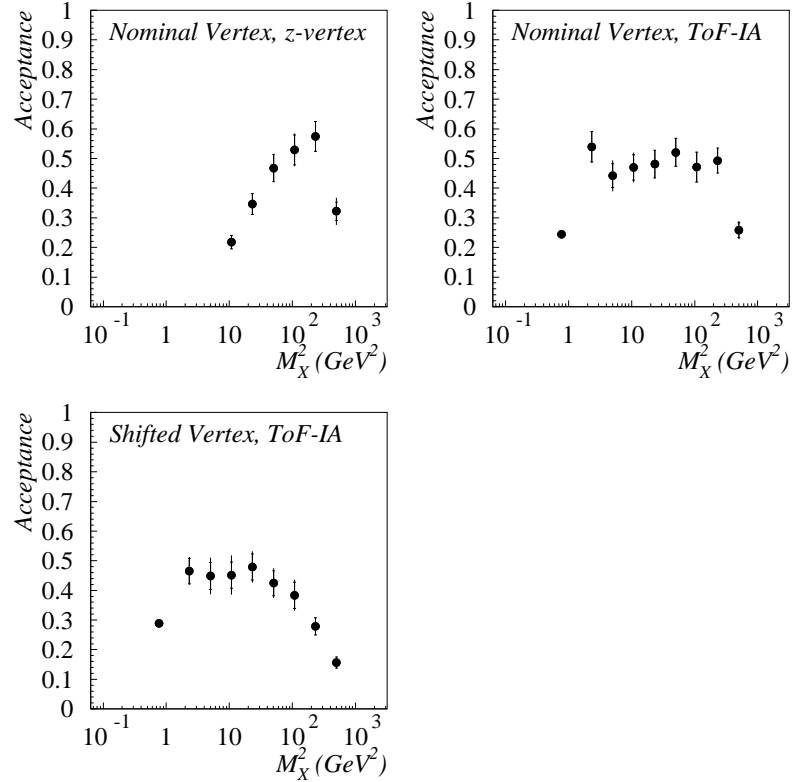 Nominal Vertex, z-vertex
Acceptance
1
0.9
0.8
0.7
0.6
0.5
0.4
0.3
0.2
0.1
0
10^-1 1 10 10^2 10^3
M_X^2 (GeV^2)
Nominal Vertex, ToF-IA
Acceptance
1
0.9
0.8
0.7
0.6
0.5
0.4
0.3
0.2
0.1
0
10^-1 1 10 10^2 10^3
M_X^2 (GeV^2)
Shifted Vertex, ToF-IA
Acceptance
1
0.9
0.8
0.7
0.6
0.5
0.4
0.3
0.2
0.1
0
10^-1 1 10 10^2 10^3
M_X^2 (GeV^2)